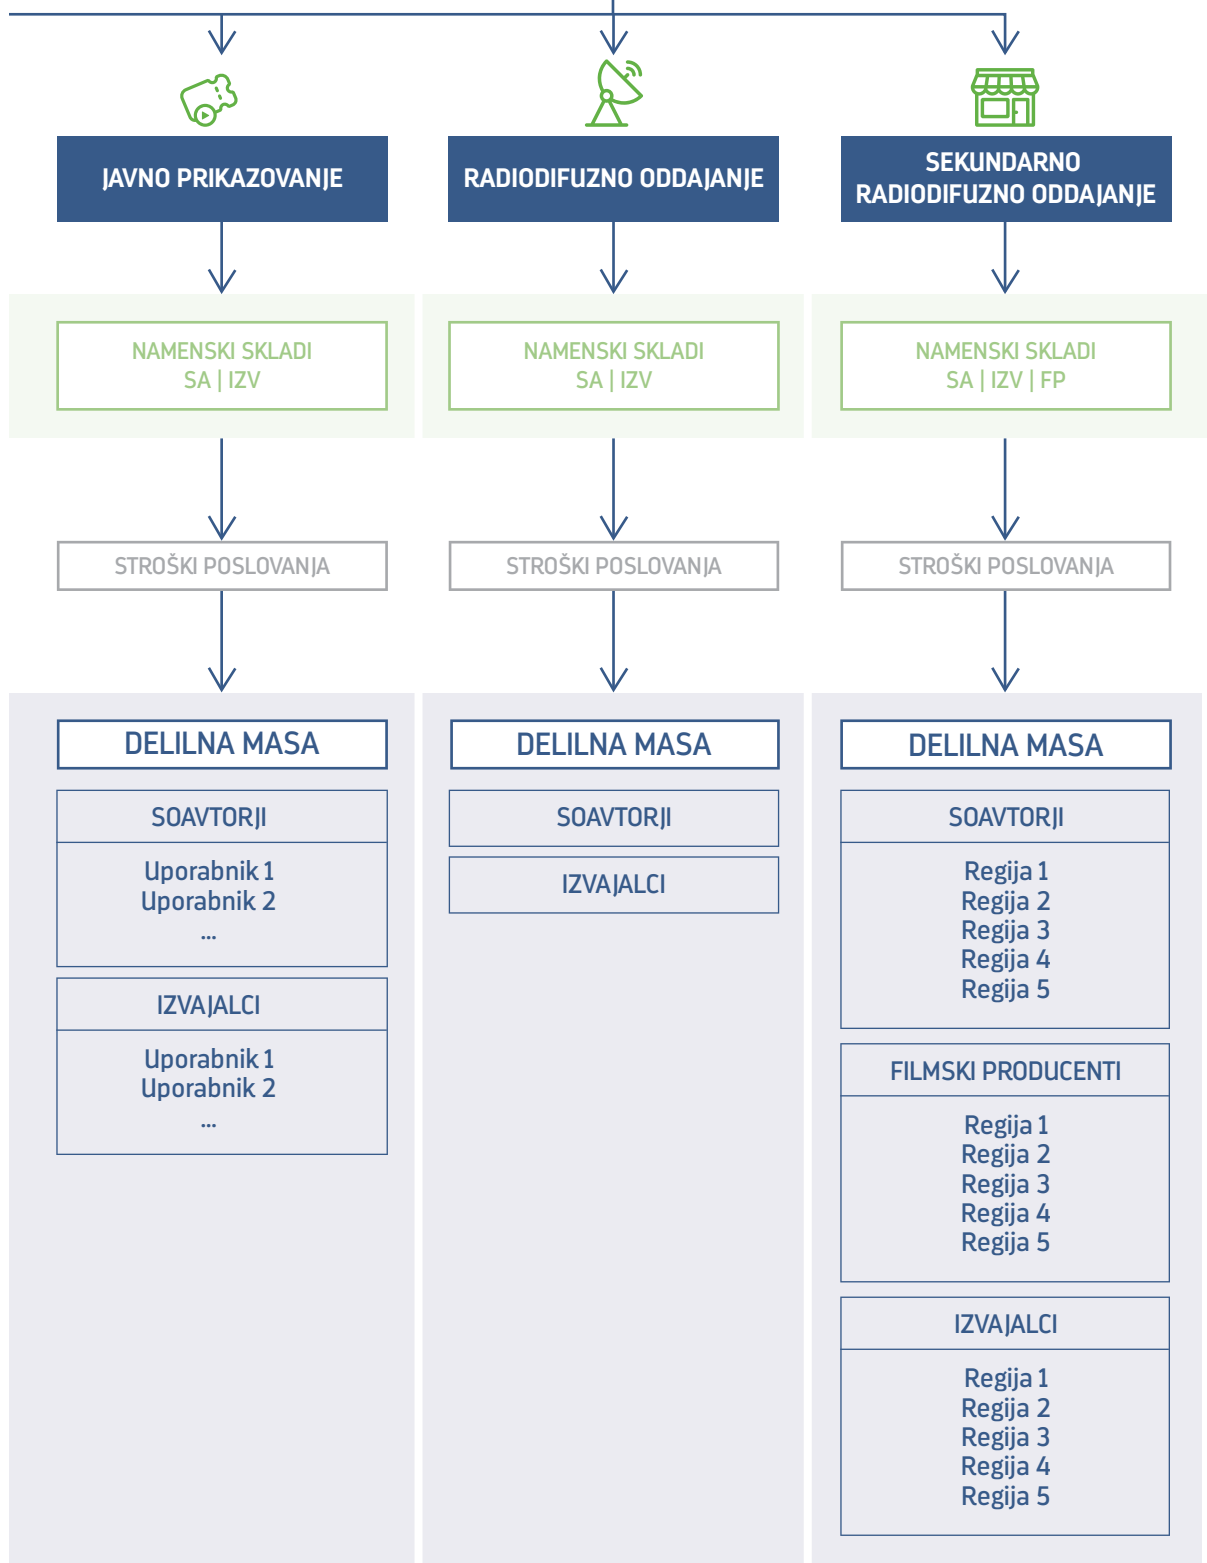 JAVNO PRIKAZOVANJE
NAMENSKI SKLADI
SA | IZV
STROŠKI POSLOVANJA
DELILNA MASA
SOAVTORJI
Uporabnik 1
Uporabnik 2
...
IZVAJALCI
Uporabnik 1
Uporabnik 2
...
RADIODIFUZNO ODDAJANJE
NAMENSKI SKLADI
SA | IZV
STROŠKI POSLOVANJA
DELILNA MASA
SOAVTORJI
IZVAJALCI
SEKUNDARNO
RADIODIFUZNO ODDAJANJE
NAMENSKI SKLADI
SA | IZV | FP
STROŠKI POSLOVANJA
DELILNA MASA
SOAVTORJI
Regija 1
Regija 2
Regija 3
Regija 4
Regija 5
FILMSKI PRODUCENTI
Regija 1
Regija 2
Regija 3
Regija 4
Regija 5
IZVAJALCI
Regija 1
Regija 2
Regija 3
Regija 4
Regija 5